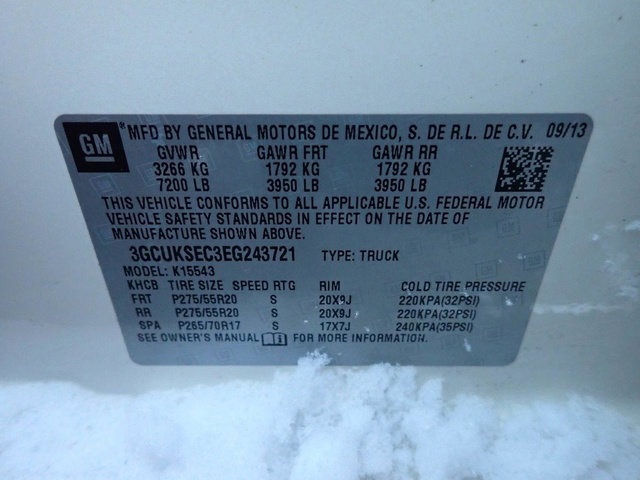 GM ® MFD BY GENERAL MOTORS DE MEXICO, S. DE R.L. DE C.V. 09/13
GVWR GAWR FRT GAWR RR
3266 KG 1792 KG 1792 KG
7200 LB 3950 LB 3950 LB
THIS VEHICLE CONFORMS TO ALL APPLICABLE U.S. FEDERAL MOTOR
VEHICLE SAFETY STANDARDS IN EFFECT ON THE DATE OF
MANUFACTURE SHOWN ABOVE.
3GCUKSEC3EG243721 TYPE: TRUCK
MODEL: K15543
KHCB TIRE SIZE SPEED RTG RIM COLD TIRE PRESSURE
FRT P275/55R20 S 20X9J 220KPA(32PSI)
RR P275/55R20 S 20X9J 220KPA(32PSI)
SPA P265/70R17 S 17X7J 240KPA(35PSI)
SEE OWNER'S MANUAL FOR MORE INFORMATION.